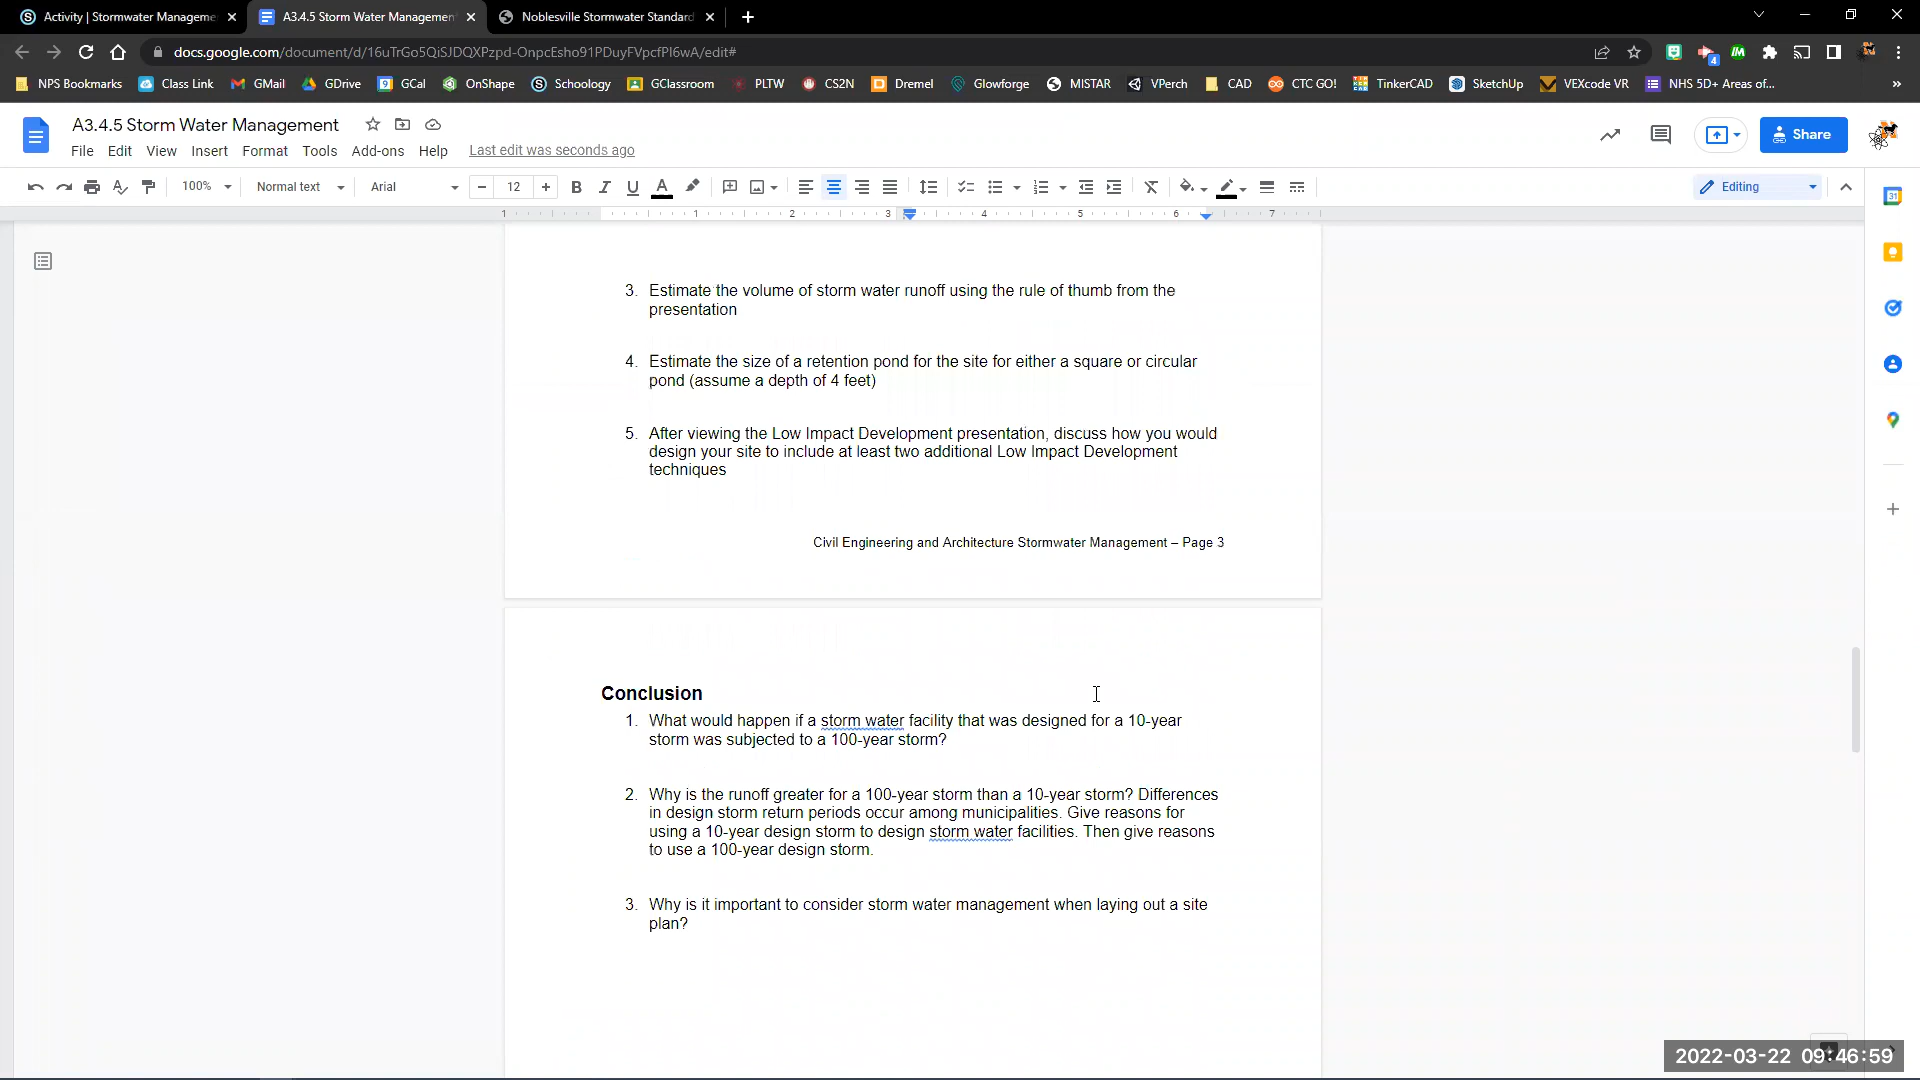 Activity | Stormwater Manageme
A3.4.5 Storm Water Management
Noblesville Stormwater Standard
docs.google.com/document/d/16uTrGo5QiSJDQXPzpd-OnpcEsho91PDuyFVpcfPl6wA/edit#
4
NPS Bookmarks Class Link GMail GDrive GCal OnShape Schoology GClassroom PLTW CS2N Dremel Glowforge MISTAR VPerch CAD CTC GO! TinkerCAD SketchUp VEXcode VR NHS 5D+ Areas of... »
A3.4.5 Storm Water Management
Share
File Edit View Insert Format Tools Add-ons Help Last edit was seconds ago
100% Normal text Arial 12 Editing
1 1 2 3 4 5 6 7
31
3. Estimate the volume of storm water runoff using the rule of thumb from the
presentation
4. Estimate the size of a retention pond for the site for either a square or circular
pond (assume a depth of 4 feet)
5. After viewing the Low Impact Development presentation, discuss how you would
design your site to include at least two additional Low Impact Development
techniques
Civil Engineering and Architecture Stormwater Management – Page 3
Conclusion
1. What would happen if a storm water facility that was designed for a 10-year
storm was subjected to a 100-year storm?
2. Why is the runoff greater for a 100-year storm than a 10-year storm? Differences
in design storm return periods occur among municipalities. Give reasons for
using a 10-year design storm to design storm water facilities. Then give reasons
to use a 100-year design storm.
3. Why is it important to consider storm water management when laying out a site
plan?
2022-03-22 09:46:59